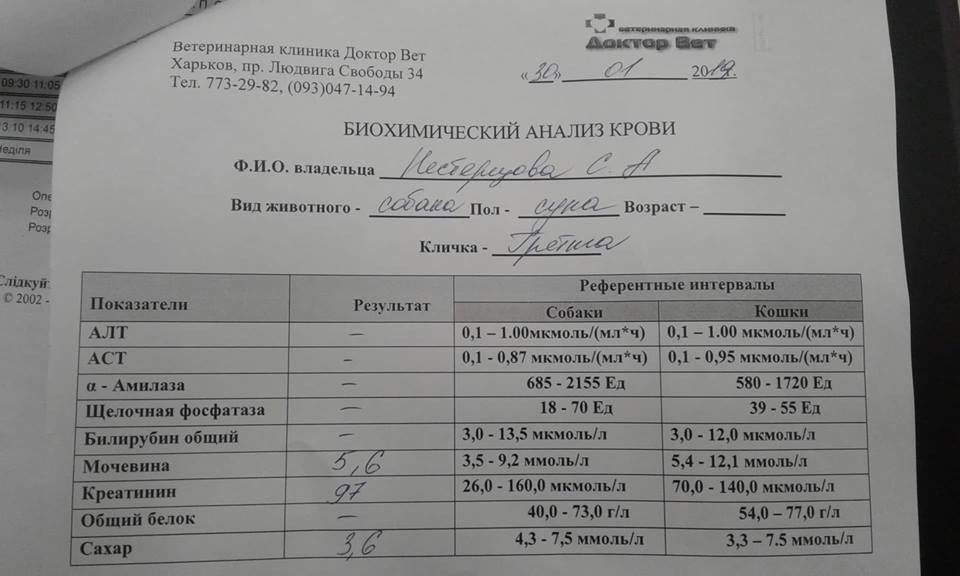 ветеринарная клиника
Доктор Вет
Ветеринарная клиника Доктор Вет
Харьков, пр. Людвига Свободы 34
Тел. 773-29-82, (093)047-14-94
«30» 01 2019г.
БИОХИМИЧЕСКИЙ АНАЛИЗ КРОВИ
Ф.И.О. владельца С. А
Вид животного - собака Пол - сука Возраст –
Кличка -
Показатели Результат Референтные интервалы
Собаки Кошки
АЛТ — 0,1 – 1.00мкмоль/(мл*ч) 0,1 – 1.00 мкмоль/(мл*ч)
АСТ - 0,1 - 0,87 мкмоль/(мл*ч) 0,1 - 0,95 мкмоль/(мл*ч)
α - Амилаза — 685 - 2155 Ед 580 - 1720 Ед
Щелочная фосфатаза — 18 - 70 Ед 39 - 55 Ед
Билирубин общий — 3,0 - 13,5 мкмоль/л 3,0 - 12,0 мкмоль/л
Мочевина 5,6 3,5 - 9,2 ммоль/л 5,4 - 12,1 ммоль/л
Креатинин 97 26,0 - 160,0 мкмоль/л 70,0 - 140,0 мкмоль/л
Общий белок — 40,0 - 73,0 г/л 54,0 – 77,0 г/л
Сахар 3,6 4,3 - 7,5 ммоль/л 3,3 – 7.5 ммоль/л
09:30 11:05
11:15 12:50
13:10 14:45
неділя
Опе
Розр
Розр
Слідкуй
© 2002 -